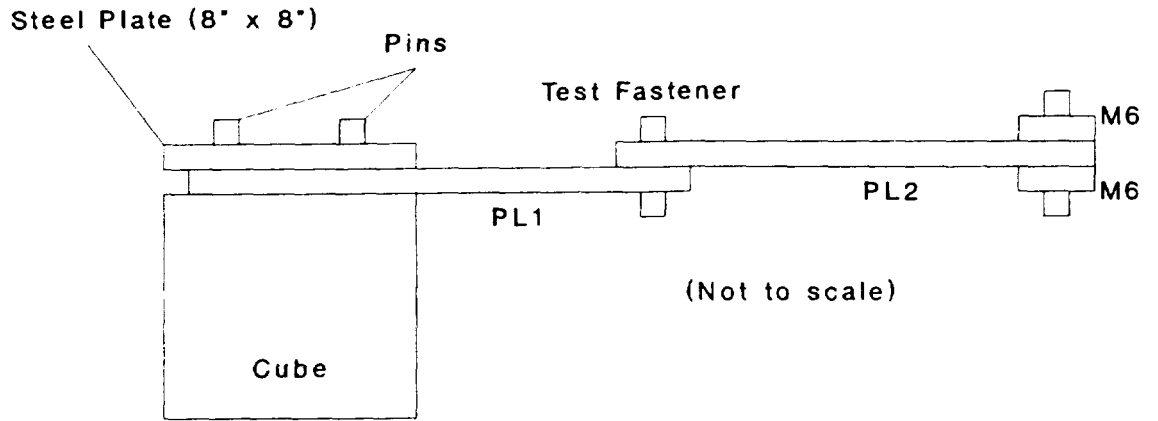 Steel Plate (8" x 8")
Pins
Test Fastener
M6
M6
PL1
PL2
(Not to scale)
Cube